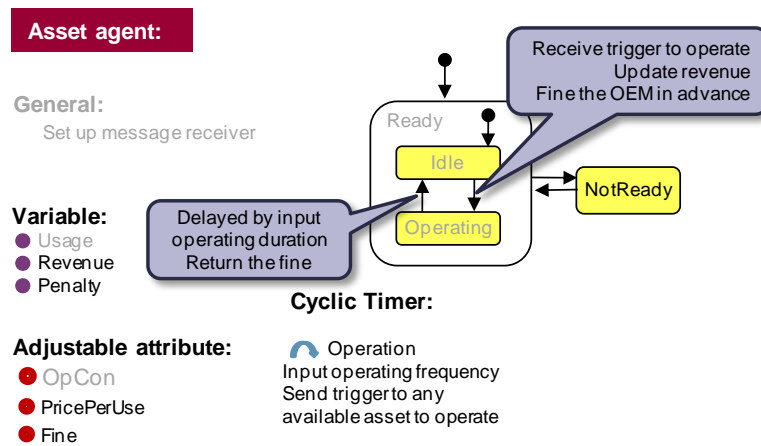 Asset agent:
Receive trigger to operate
Update revenue
Fine the OEM in advance
General:
Set up message receiver
Ready
Idle
NotReady
Variable:
Usage
Revenue
Penalty
Delayed by input
operating duration
Return the fine
Operating
Cyclic Timer:
Adjustable attribute:
OpCon
PricePerUse
Fine
Operation
Input operating frequency
Send trigger to any
available asset to operate